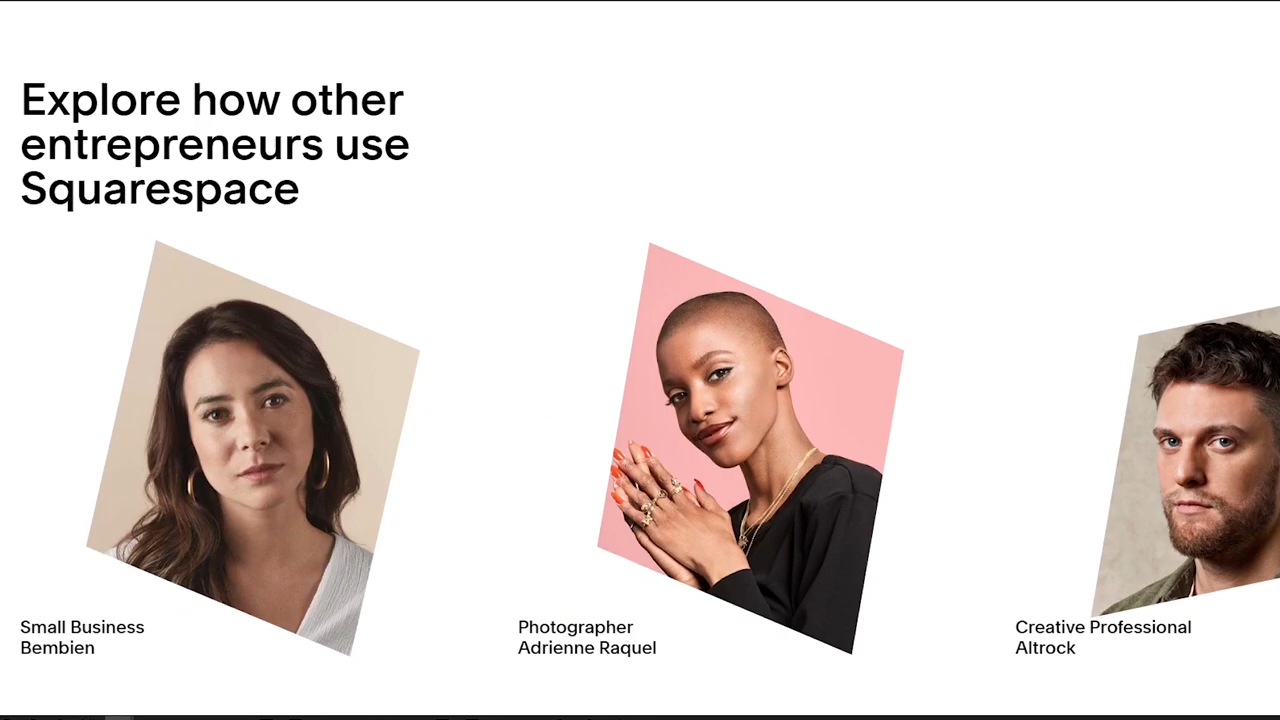 Explore how other
entrepreneurs use
Squarespace
Small Business
Bembien
Photographer
Adrienne Raquel
Creative Professional
Altrock